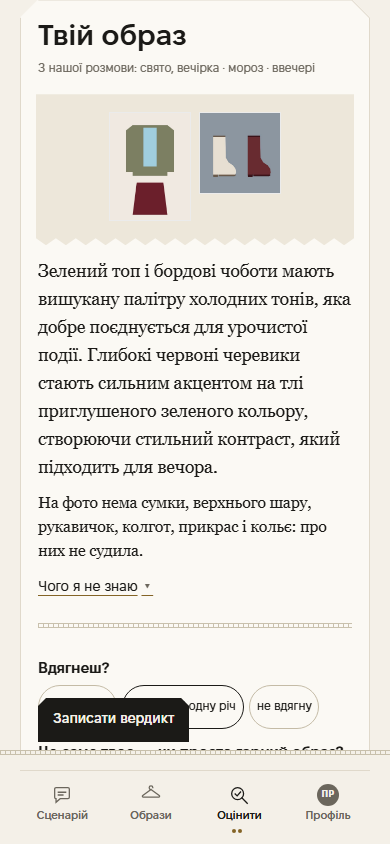 Твій образ
З нашої розмови: свято, вечірка · мороз · ввечері
Зелений топ і бордові чоботи мають
вишукану палітру холодних тонів, яка
добре поєднується для урочистої
події. Глибокі червоні черевики
стають сильним акцентом на тлі
приглушеного зеленого кольору,
створюючи стильний контраст, який
підходить для вечора.
На фото нема сумки, верхнього шару,
рукавичок, колгот, прикрас і кольє: про
них не судила.
Чого я не знаю ▾
Вдягнеш?
одну річ
не вдягну
Записати вердикт
Сценарій
Образи
Оцінити
ПР
Профіль